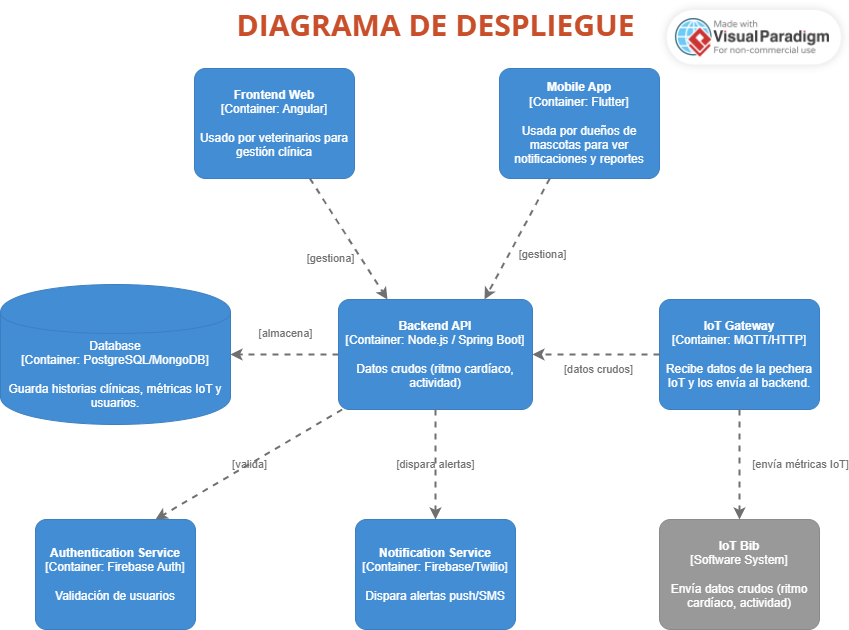 DIAGRAMA DE DESPLIEGUE
Made with
Visual Paradigm
For non-commercial use
Frontend Web
[Container: Angular]
Usado por veterinarios para
gestión clínica
Mobile App
[Container: Flutter]
Usada por dueños de
mascotas para ver
notificaciones y reportes
[gestiona]
[gestiona]
Database
[Container: PostgreSQL/MongoDB]
Guarda historias clínicas, métricas IoT y
usuarios.
[almacena]
Backend API
[Container: Node.js / Spring Boot]
Datos crudos (ritmo cardíaco,
actividad)
[datos crudos]
IoT Gateway
[Container: MQTT/HTTP]
Recibe datos de la pechera
IoT y los envía al backend.
[valida]
[dispara alertas]
[envía métricas IoT]
Authentication Service
[Container: Firebase Auth]
Validación de usuarios
Notification Service
[Container: Firebase/Twilio]
Dispara alertas push/SMS
IoT Bib
[Software System]
Envía datos crudos (ritmo
cardíaco, actividad)